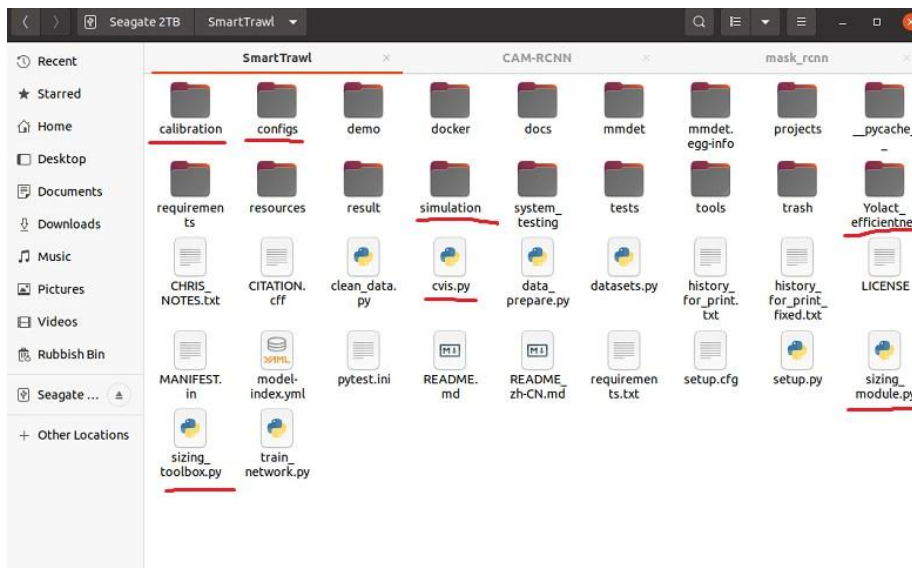 Seagate 2TB SmartTrawl
SmartTrawl CAM-RCNN mask_rcnn
Recent
Starred
Home
Desktop
Documents
Downloads
Music
Pictures
Videos
Rubbish Bin
Seagate ...
+ Other Locations
calibration configs demo docker docs mmdet mmdet. projects __pycache_
egg-info _
requiremen resources result simulation system_ tests tools trash Yolact_
ts testing efficientne
CHRIS_ CITATION. clean_data. cvis.py data_ datasets.py history_ history_ LICENSE
NOTES.txt cff py prepare.py for_print. for_print_
txt fixed.txt
YAML M↓ M↓
MANIFEST. model- pytest.ini README. README_ requiremen setup.cfg setup.py sizing_
in index.yml md zh-CN.md ts.txt module.py
sizing_ train_
toolbox.py network.py